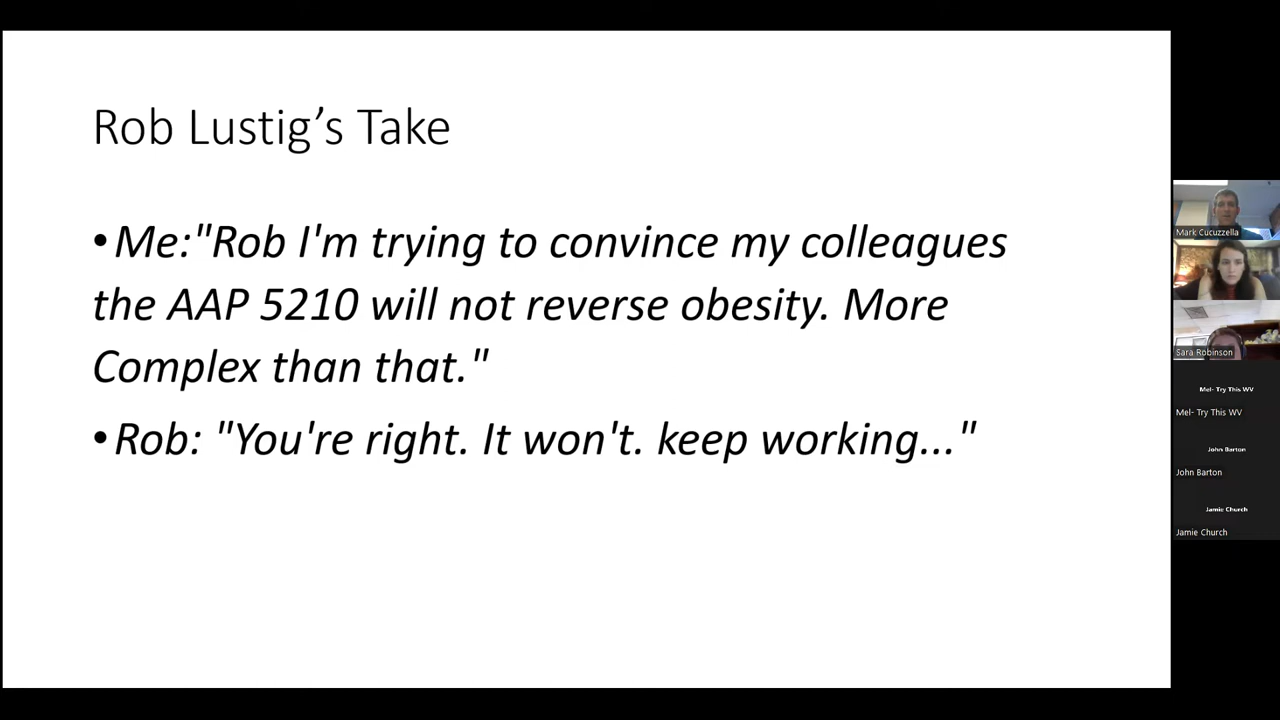 Rob Lustig’s Take
•Me:"Rob I'm trying to convince my colleagues
the AAP 5210 will not reverse obesity. More
Complex than that."
•Rob: "You're right. It won't. keep working..."
Mark Cucuzzella
Sara Robinson
Mel- Try This WV
Mel- Try This WV
John Barton
John Barton
Jamie Church
Jamie Church